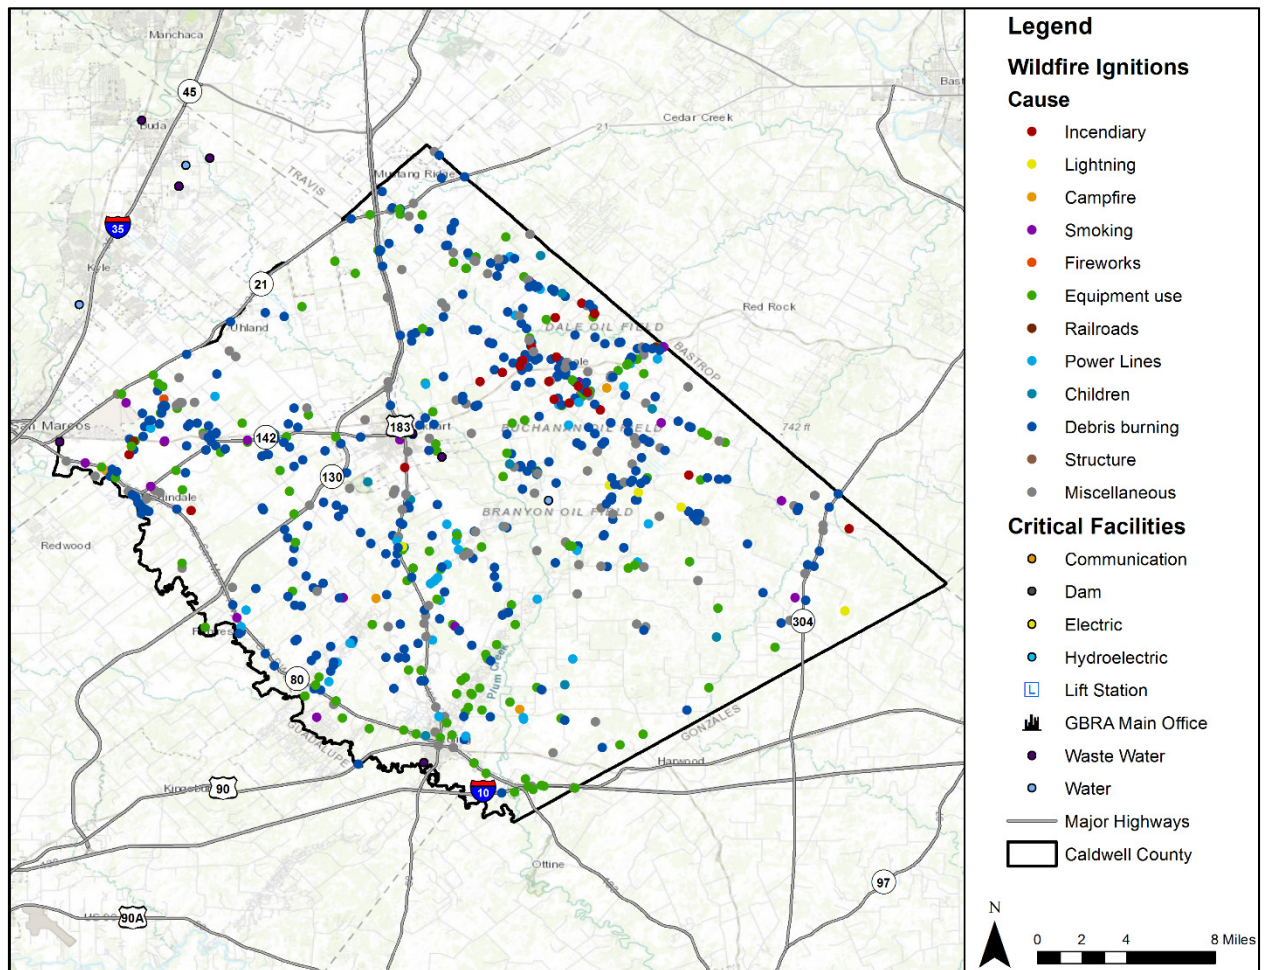 Manchaca
45
Buda
Cedar Creek
21
Bast
TRAVIS
Mustang Ridge
35
Kyle
21
Uhland
Red Rock
DALE OIL FIELD
BASTROP
San Marcos
142
183
BUCHANAN OIL FIELD
742 ft
130
BRANYON OIL FIELD
Redwood
304
80
Plum Creek
GUADALUPE
GONZALES
Harwood
90
10
Ottine
97
90A
Legend
Wildfire Ignitions
Cause
Incendiary
Lightning
Campfire
Smoking
Fireworks
Equipment use
Railroads
Power Lines
Children
Debris burning
Structure
Miscellaneous
Critical Facilities
Communication
Dam
Electric
Hydroelectric
L Lift Station
GBRA Main Office
Waste Water
Water
Major Highways
Caldwell County
N
0 2 4 8 Miles